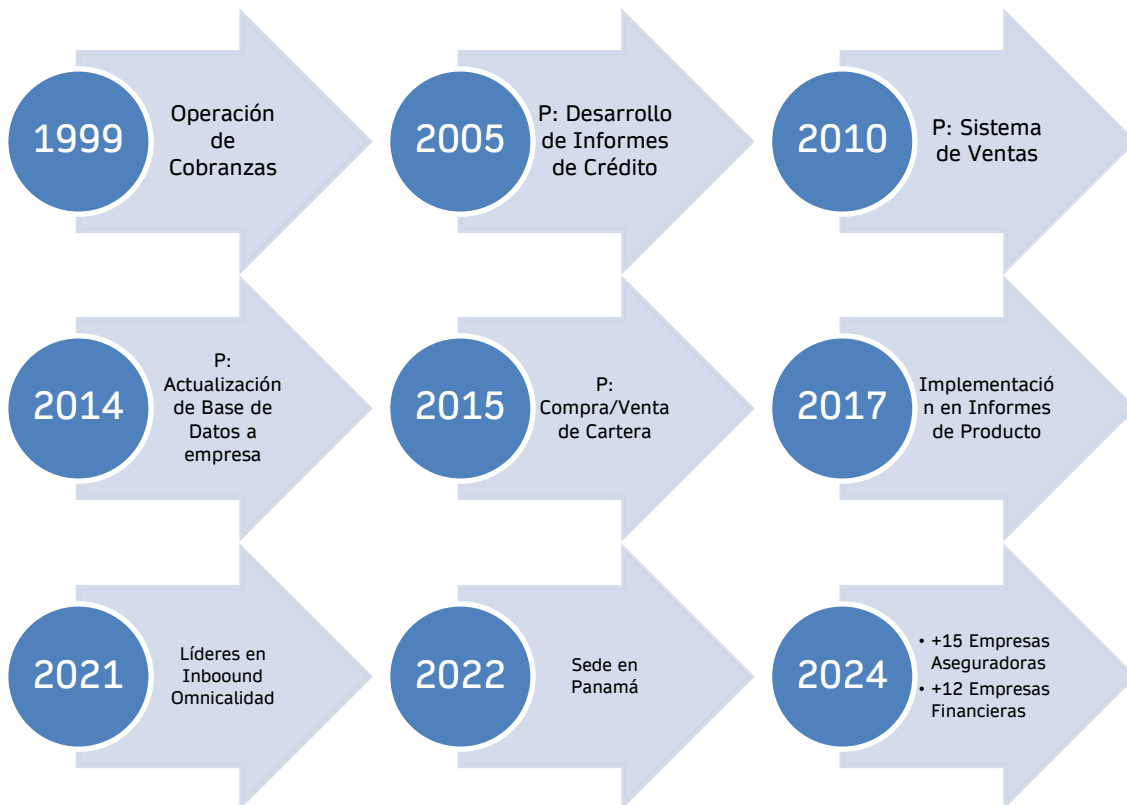 1999
Operación
de
Cobranzas
2005
P: Desarrollo
de Informes
de Crédito
2010
P: Sistema
de Ventas
2014
P:
Actualización
de Base de
Datos a
empresa
2015
P:
Compra/Venta
de Cartera
2017
Implementació
n en Informes
de Producto
2021
Líderes en
Inboound
Omnicalidad
2022
Sede en
Panamá
2024
• +15 Empresas
Aseguradoras
• +12 Empresas
Financieras